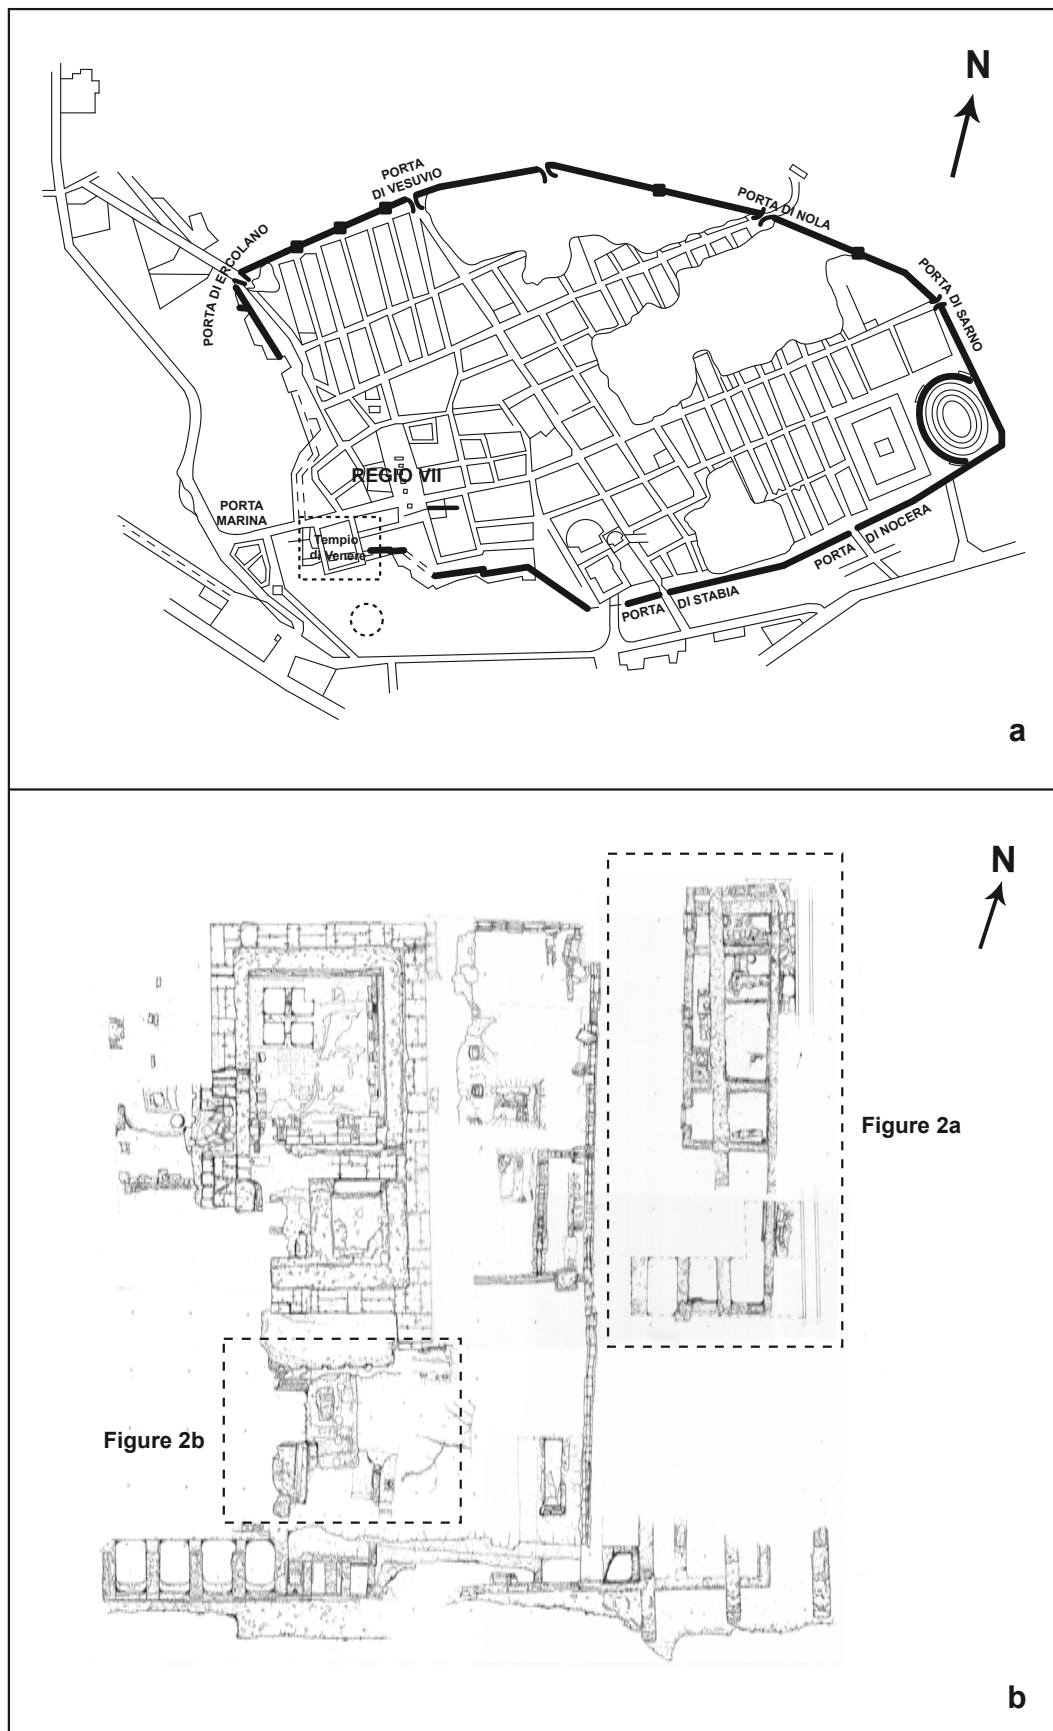 N
PORTA
DI VESUVIO
PORTA DI NOLA
PORTA DI ERCOLANO
PORTA DI SARNO
REGIO VII
PORTA
MARINA
Tempio
di Venere
PORTA DI NOCERA
PORTA DI STABIA
a
N
Figure 2a
Figure 2b
b